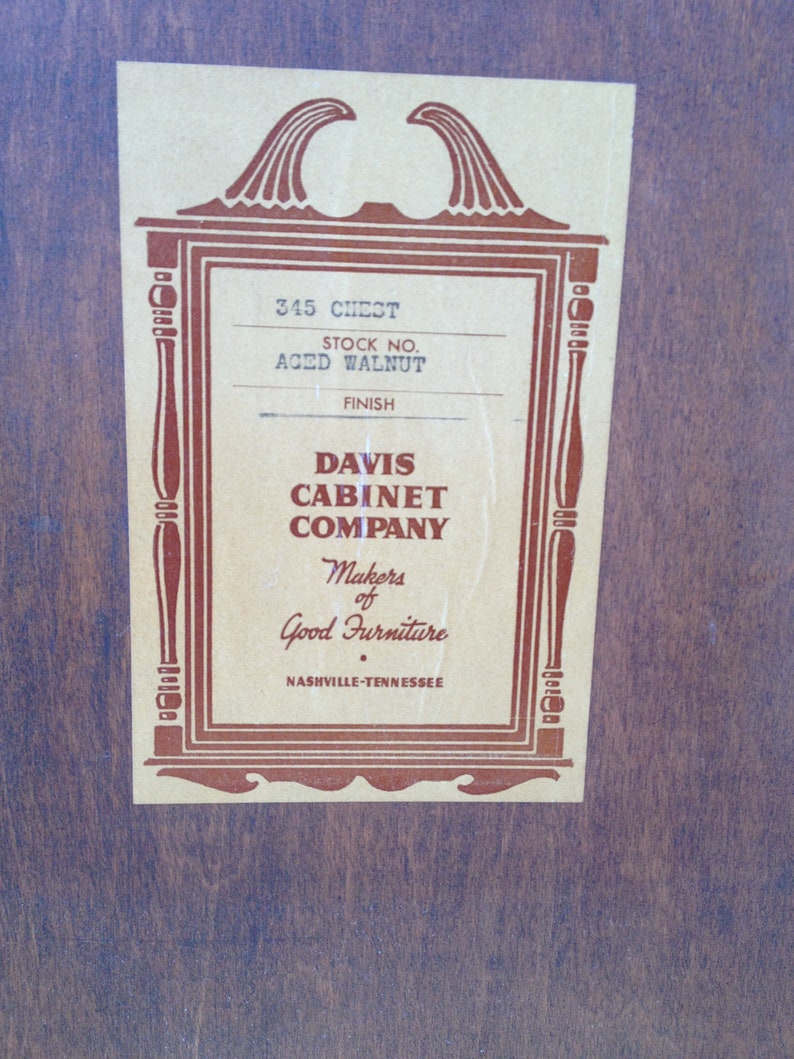 345 CHEST
STOCK NO.
AGED WALNUT
FINISH
DAVIS
CABINET
COMPANY
Makers
of
Good Furniture
•
NASHVILLE-TENNESSEE